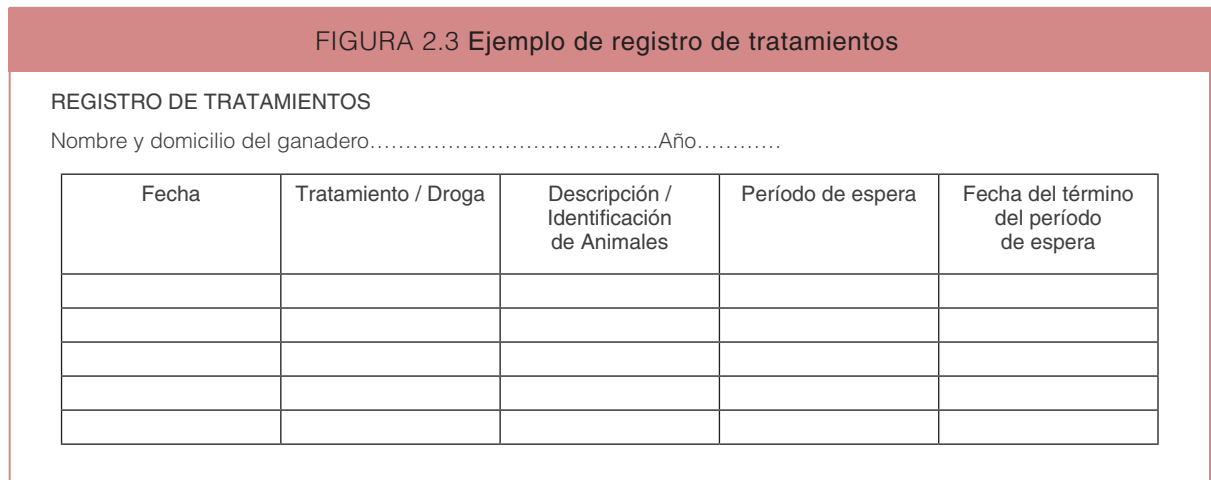 FIGURA 2.3 Ejemplo de registro de tratamientos
REGISTRO DE TRATAMIENTOS
Nombre y domicilio del ganadero…………………………………..Año…………
Fecha
Tratamiento / Droga
Descripción /
Identificación
de Animales
Período de espera
Fecha del término
del período
de espera